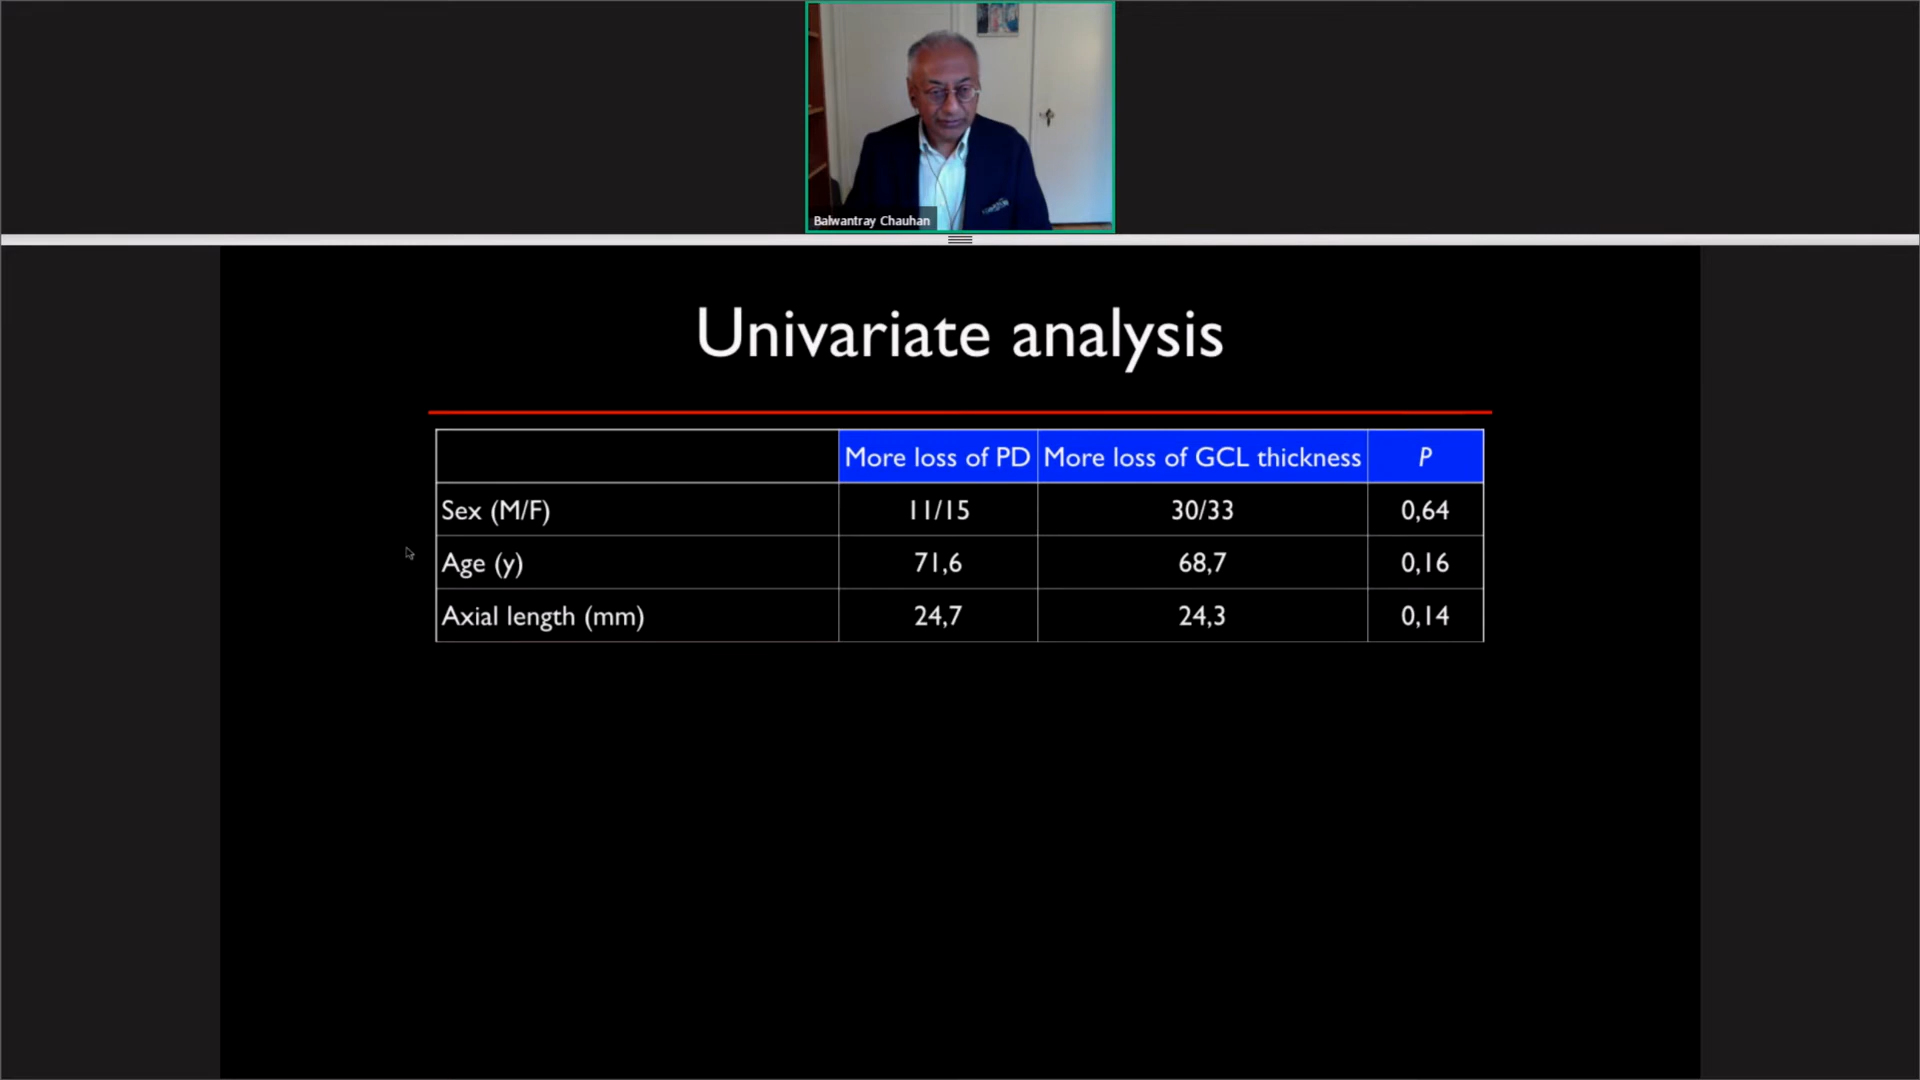 Balwantray Chauhan
Univariate analysis
More loss of PD More loss of GCL thickness P
Sex (M/F) 11/15 30/33 0,64
Age (y) 71,6 68,7 0,16
Axial length (mm) 24,7 24,3 0,14